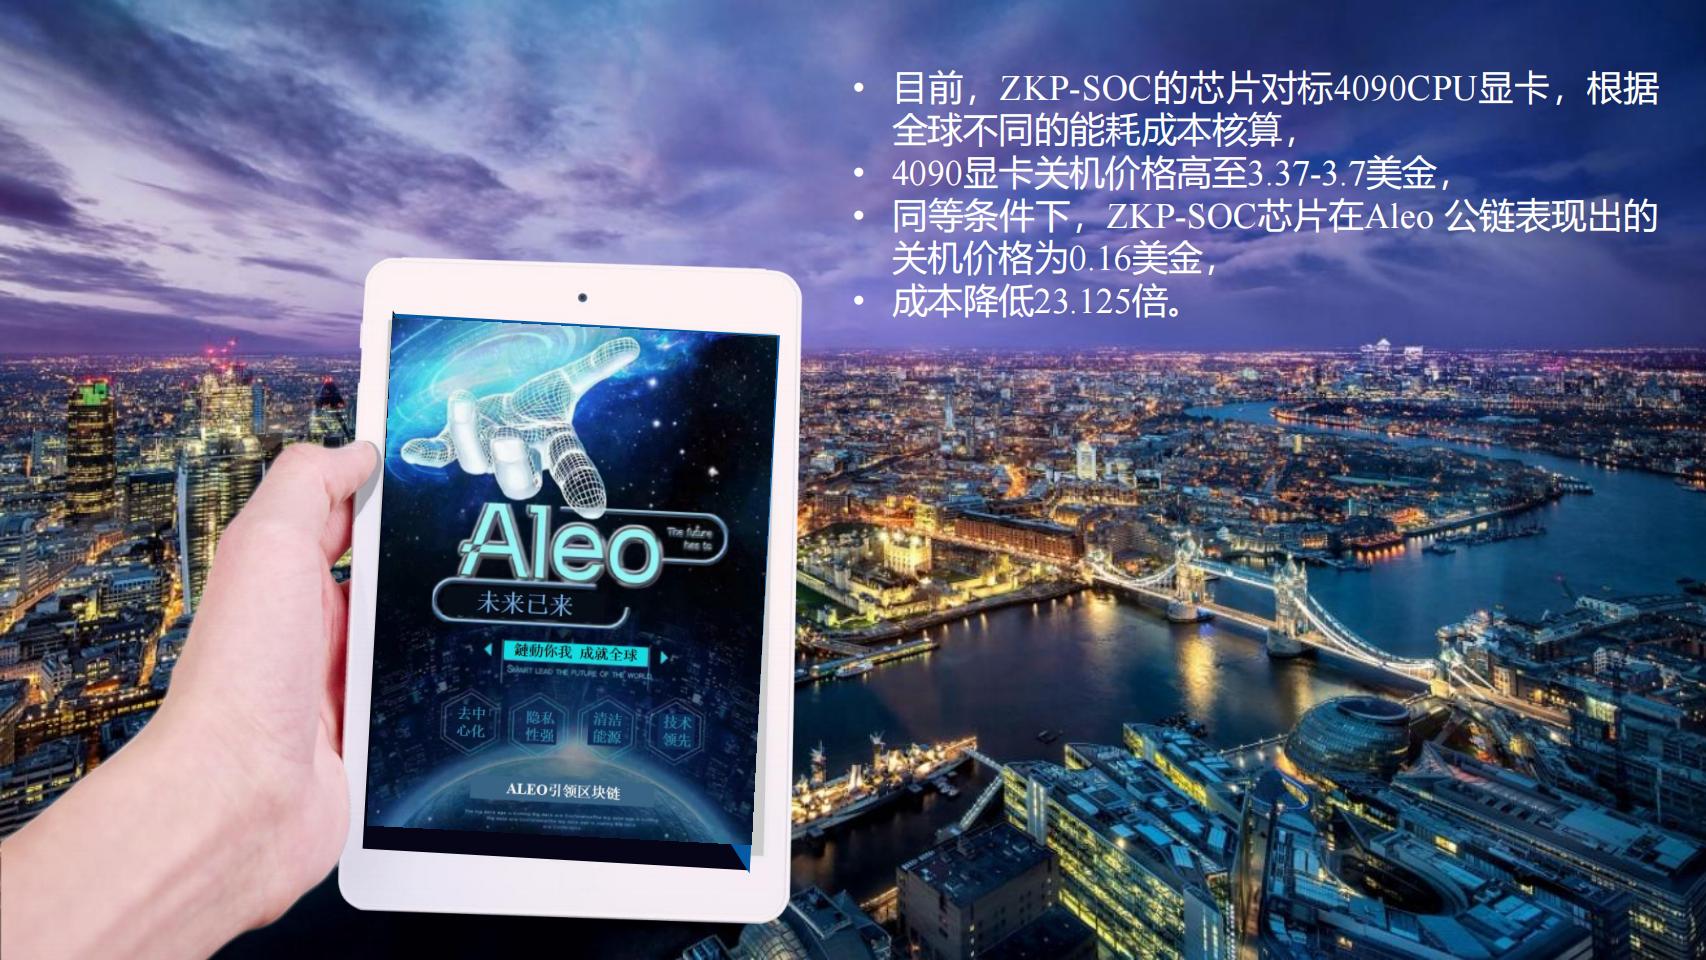 • 目前，ZKP-SOC的芯片对标4090CPU显卡，根据
全球不同的能耗成本核算，
• 4090显卡关机价格高至3.37-3.7美金，
• 同等条件下，ZKP-SOC芯片在Aleo 公链表现出的
关机价格为0.16美金，
• 成本降低23.125倍。
Aleo
The future
has to
未来已来
鏈動你我 成就全球
SMART LEAD THE FUTURE OF THE WORLD
去中
心化
隐私
性强
清洁
能源
技术
领先
ALEO引领区块链